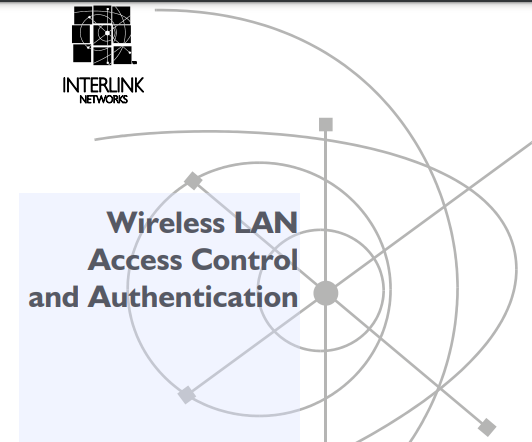 INTERLINK
NETWORKS
Wireless LAN
Access Control
and Authentication